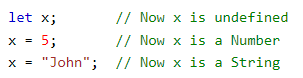 let x;       // Now x is undefined
x = 5;       // Now x is a Number
x = "John";  // Now x is a String